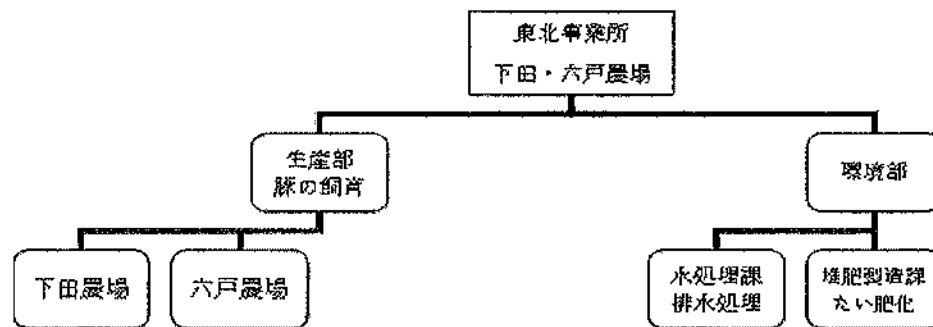 東北事業所
下田・六戸農場
生産部
豚の飼育
環境部
下田農場
六戸農場
水処理課
排水処理
堆肥製造課
たい肥化